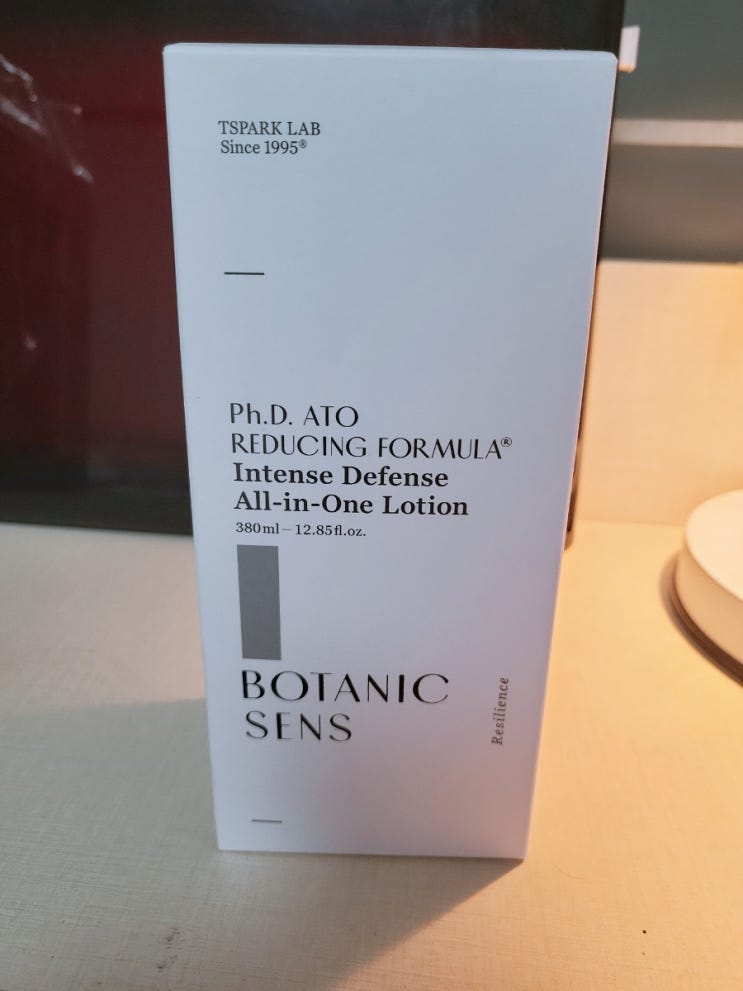 TSPARK LAB
Since 1995®
Ph.D. ATO
REDUCING FORMULA®
Intense Defense
All-in-One Lotion
380ml – 12.85fl.oz.
BOTANIC
SENS
Resilience